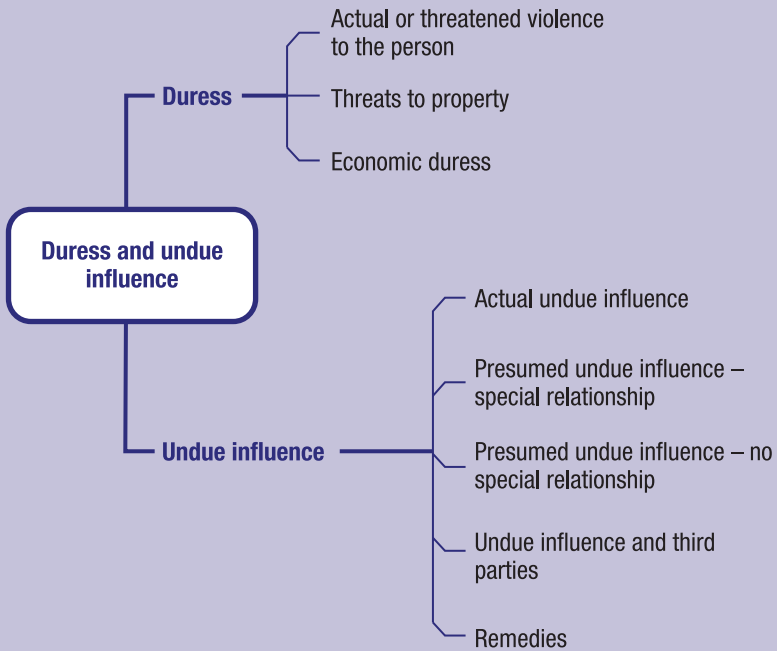 Actual or threatened violence
to the person
Duress
Threats to property
Economic duress
Duress and undue
influence
Actual undue influence
Presumed undue influence –
special relationship
Undue influence
Presumed undue influence – no
special relationship
Undue influence and third
parties
Remedies